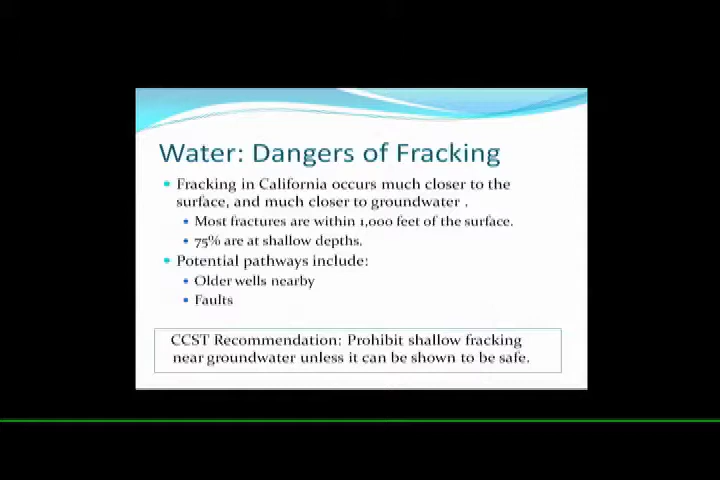 Water: Dangers of Fracking
Fracking in California occurs much closer to the
surface, and much closer to groundwater .
Most fractures are within 1,000 feet of the surface.
75% are at shallow depths.
Potential pathways include:
Older wells nearby
Faults
CCST Recommendation: Prohibit shallow fracking
near groundwater unless it can be shown to be safe.